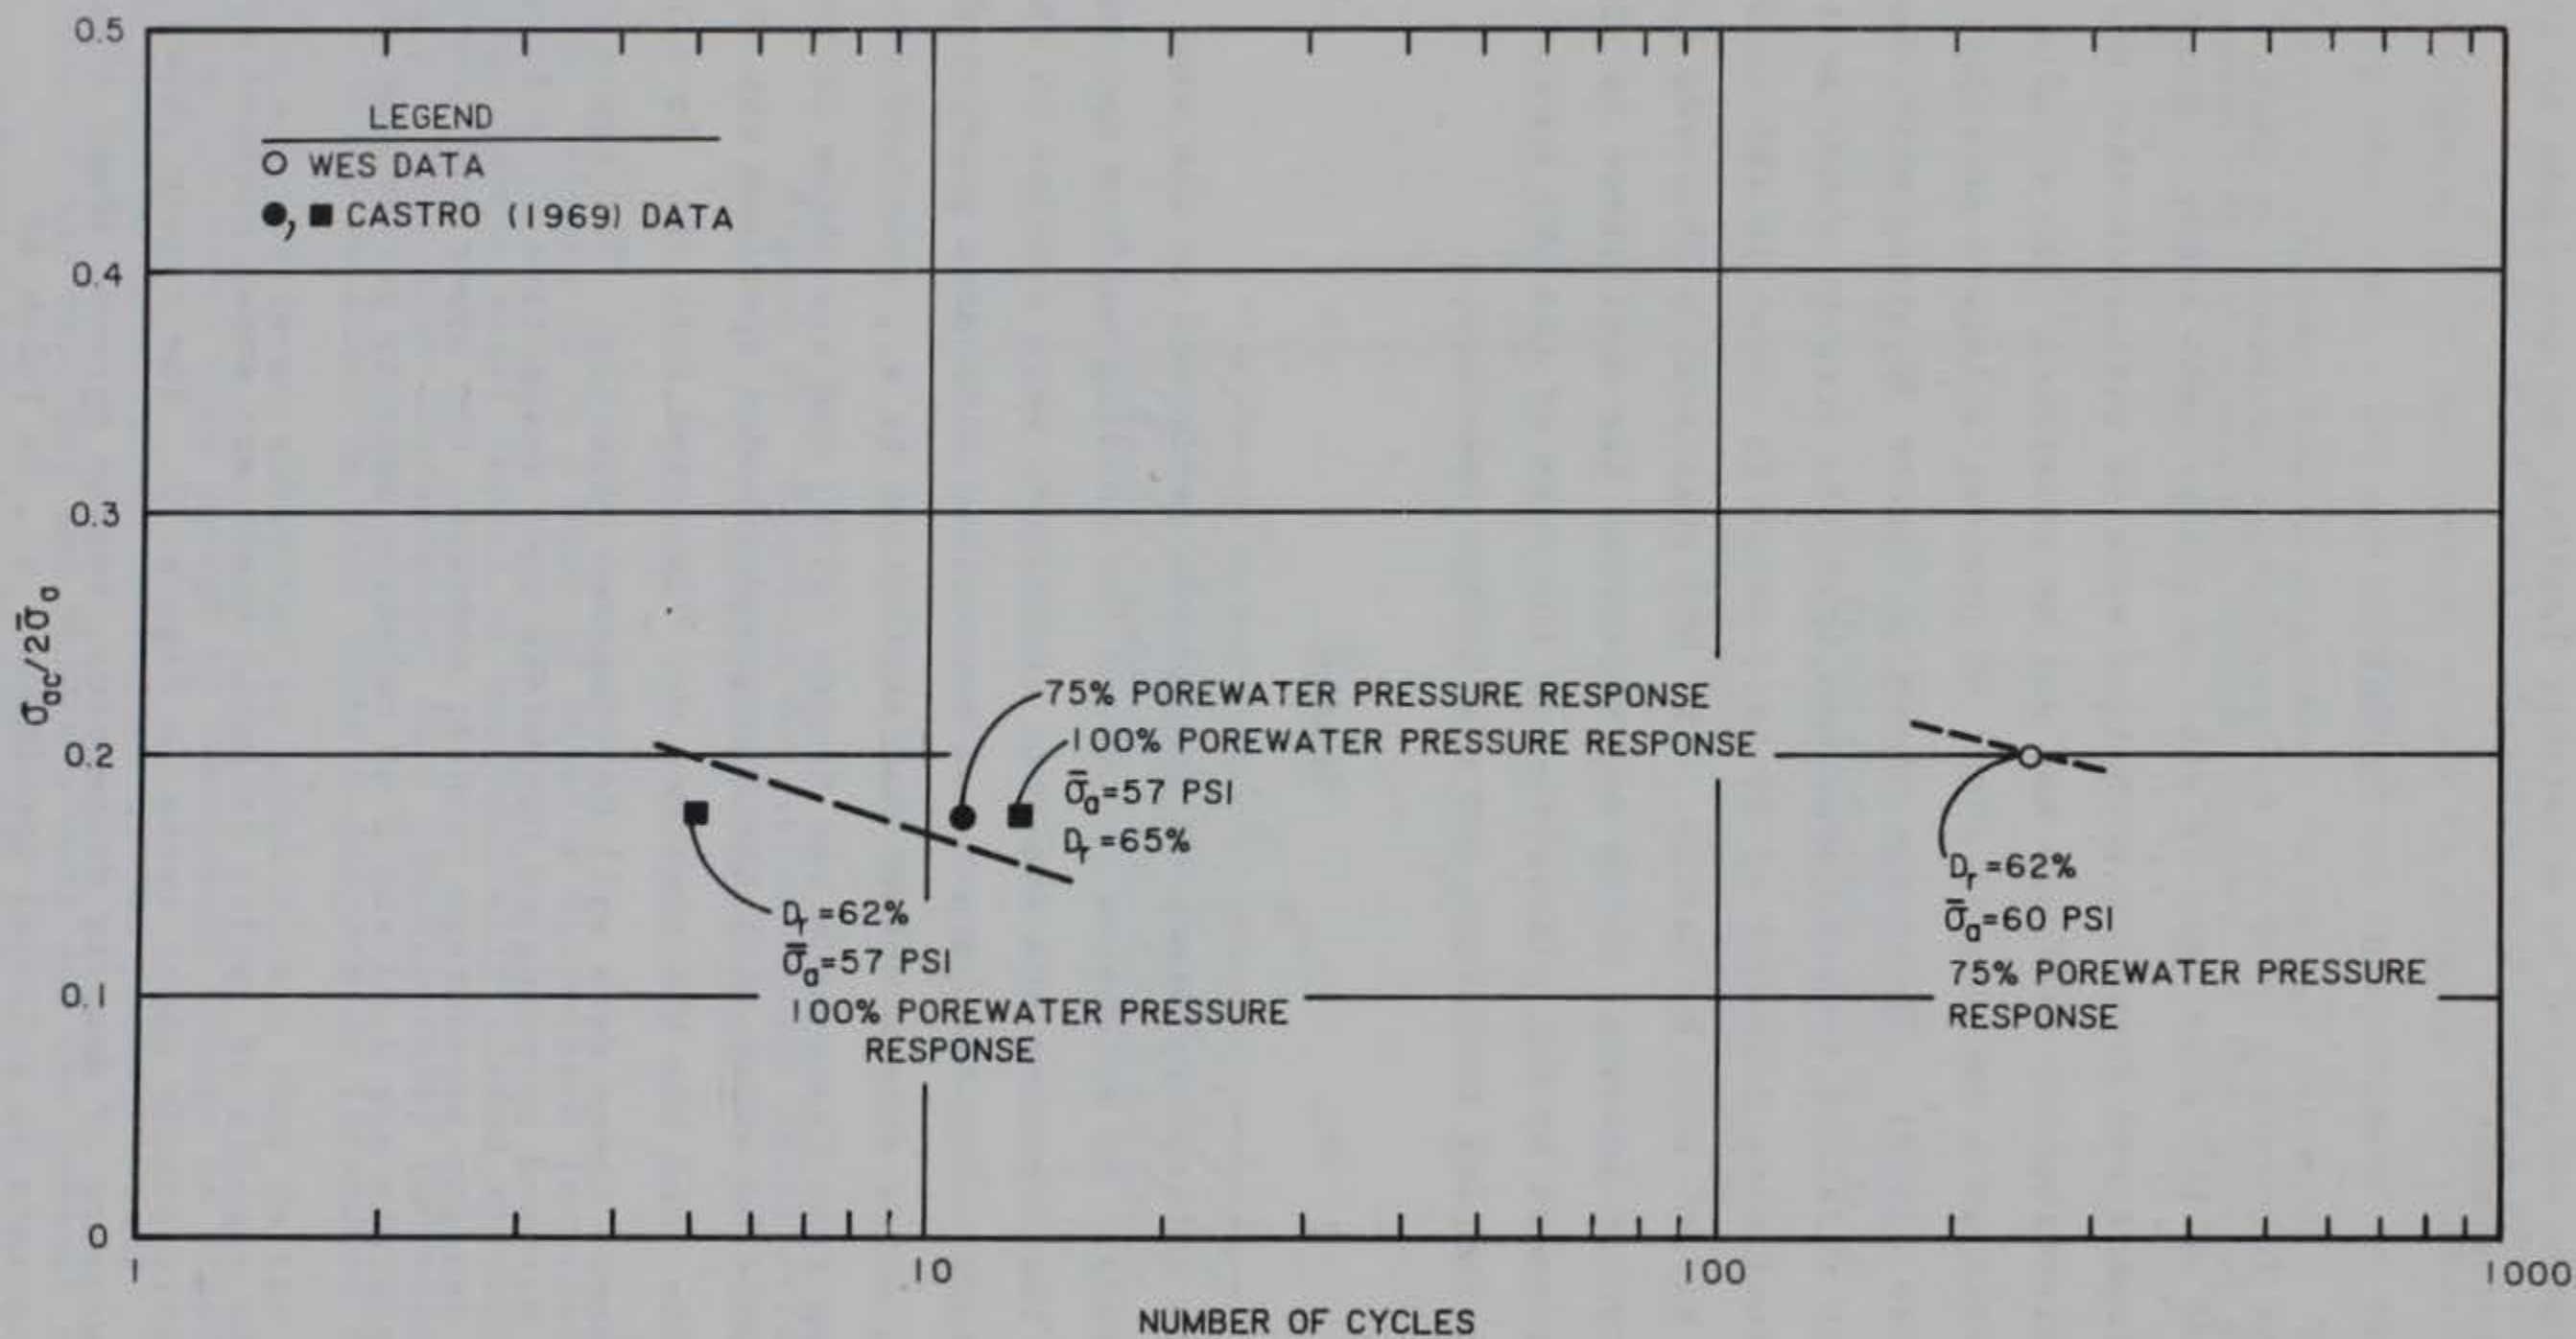 0.5
0.4
0.3
0.2
0.1
0
σac/2σ̄a
LEGEND
○ WES DATA
●, ■ CASTRO (1969) DATA
75% POREWATER PRESSURE RESPONSE
100% POREWATER PRESSURE RESPONSE
σ̄a=57 PSI
Dr=65%
Dr=62%
σ̄a=57 PSI
100% POREWATER PRESSURE
RESPONSE
Dr=62%
σ̄a=60 PSI
75% POREWATER PRESSURE
RESPONSE
1 10 100 1000
NUMBER OF CYCLES